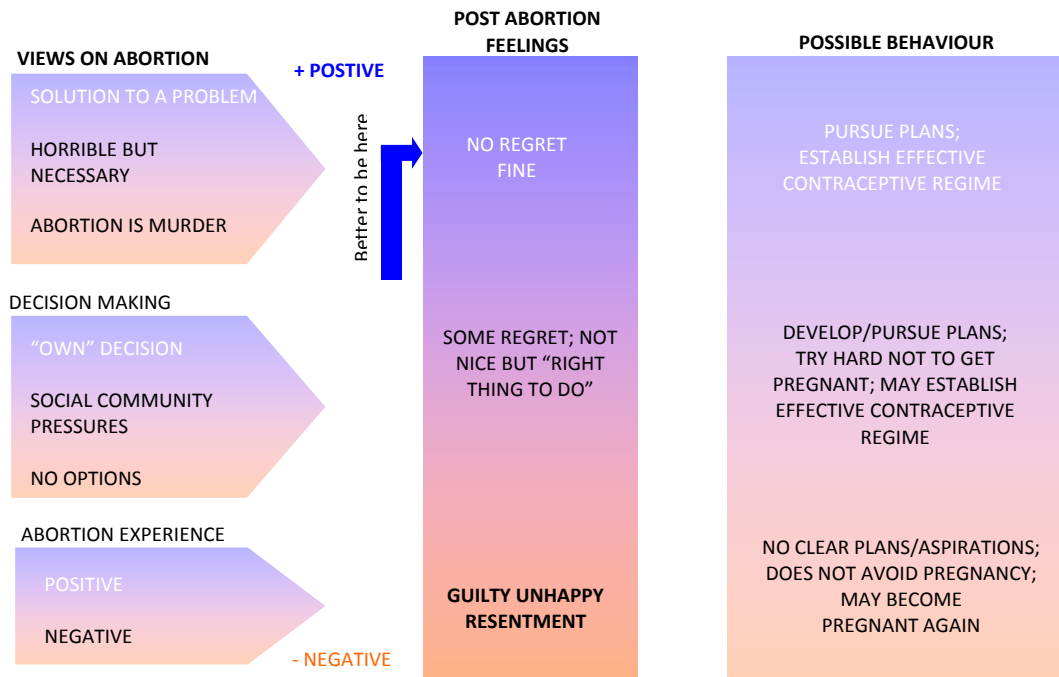 VIEWS ON ABORTION
SOLUTION TO A PROBLEM
HORRIBLE BUT
NECESSARY
ABORTION IS MURDER
DECISION MAKING
“OWN” DECISION
SOCIAL COMMUNITY
PRESSURES
NO OPTIONS
ABORTION EXPERIENCE
POSITIVE
NEGATIVE
+ POSTIVE
Better to be here
- NEGATIVE
POST ABORTION
FEELINGS
NO REGRET
FINE
SOME REGRET; NOT
NICE BUT “RIGHT
THING TO DO”
GUILTY UNHAPPY
RESENTMENT
POSSIBLE BEHAVIOUR
PURSUE PLANS;
ESTABLISH EFFECTIVE
CONTRACEPTIVE REGIME
DEVELOP/PURSUE PLANS;
TRY HARD NOT TO GET
PREGNANT; MAY ESTABLISH
EFFECTIVE CONTRACEPTIVE
REGIME
NO CLEAR PLANS/ASPIRATIONS;
DOES NOT AVOID PREGNANCY;
MAY BECOME
PREGNANT AGAIN